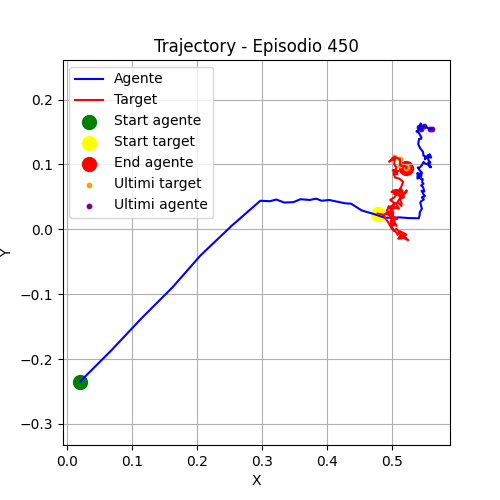 Trajectory - Episodio 450
Agente
Target
Start agente
Start target
End agente
Ultimi target
Ultimi agente
Y
0.2
0.1
0.0
−0.1
−0.2
−0.3
0.0 0.1 0.2 0.3 0.4 0.5
X